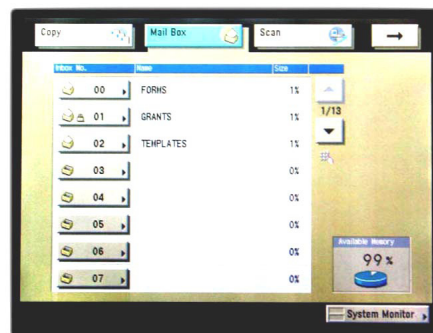 Copy Mail Box Scan
Inbox No. Name Size
00 FORMS 1%
01 GRANTS 1% 1/13
02 TEMPLATES 1%
03 0%
04 0%
05 0%
06 0%
07 0%
Available Memory
99 %
System Monitor